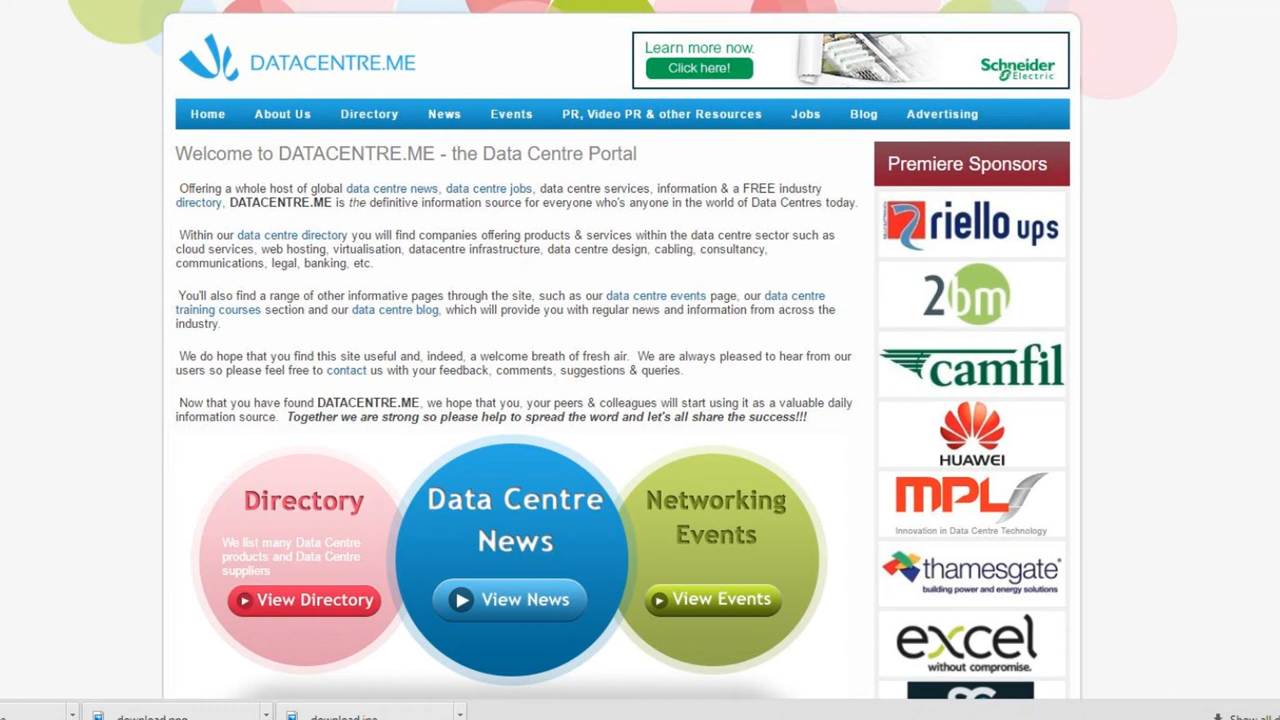 DATACENTRE.ME
Learn more now.
Click here!
Schneider
Electric
Home About Us Directory News Events PR, Video PR & other Resources Jobs Blog Advertising
Welcome to DATACENTRE.ME - the Data Centre Portal
Offering a whole host of global data centre news, data centre jobs, data centre services, information & a FREE industry
directory, DATACENTRE.ME is the definitive information source for everyone who's anyone in the world of Data Centres today.
Within our data centre directory you will find companies offering products & services within the data centre sector such as
cloud services, web hosting, virtualisation, datacentre infrastructure, data centre design, cabling, consultancy,
communications, legal, banking, etc.
You'll also find a range of other informative pages through the site, such as our data centre events page, our data centre
training courses section and our data centre blog, which will provide you with regular news and information from across the
industry.
We do hope that you find this site useful and, indeed, a welcome breath of fresh air. We are always pleased to hear from our
users so please feel free to contact us with your feedback, comments, suggestions & queries.
Now that you have found DATACENTRE.ME, we hope that you, your peers & colleagues will start using it as a valuable daily
information source. Together we are strong so please help to spread the word and let's all share the success!!!
Directory
We list many Data Centre
products and Data Centre
suppliers
View Directory
Data Centre
News
View News
Networking
Events
View Events
Premiere Sponsors
riello ups
2bm
camfil
HUAWEI
MPL
Innovation in Data Centre Technology
thamesgate
building power and energy solutions
excel
without compromise.
download.png
download.jpg
Show all